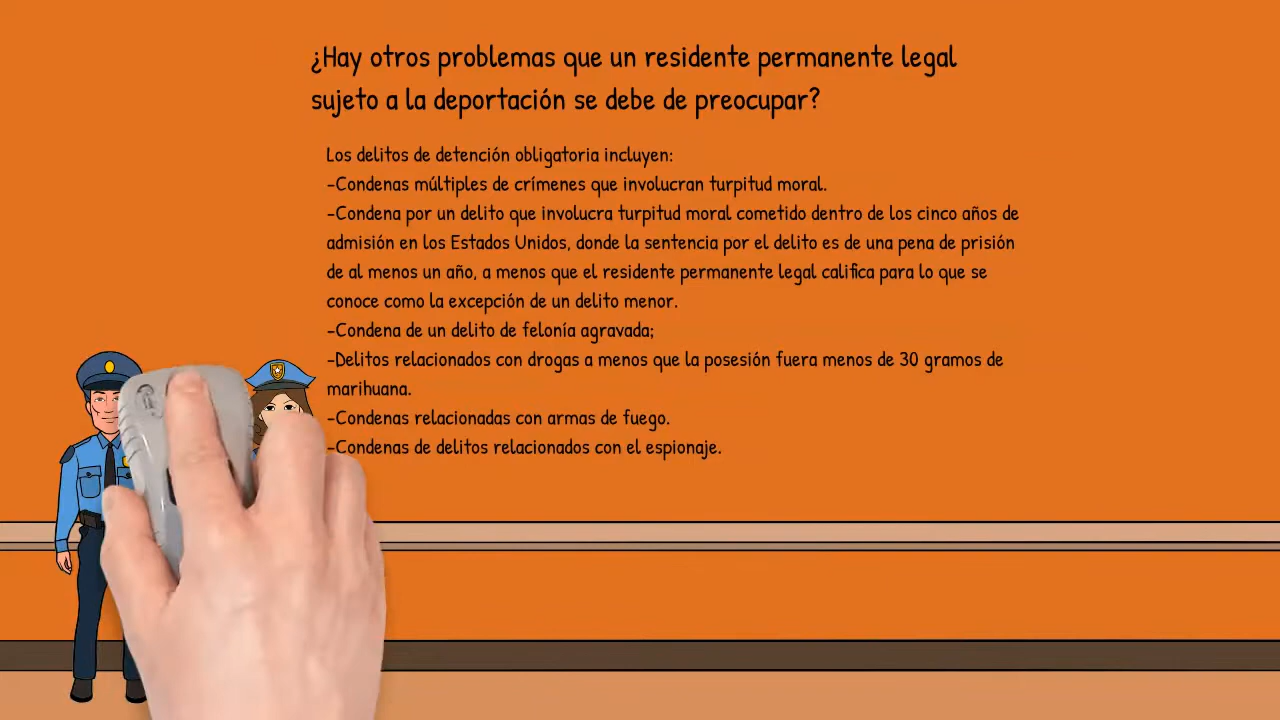 ¿Hay otros problemas que un residente permanente legal
sujeto a la deportación se debe de preocupar?
Los delitos de detención obligatoria incluyen:
-Condenas múltiples de crímenes que involucran turpitud moral.
-Condena por un delito que involucra turpitud moral cometido dentro de los cinco años de
admisión en los Estados Unidos, donde la sentencia por el delito es de una pena de prisión
de al menos un año, a menos que el residente permanente legal califica para lo que se
conoce como la excepción de un delito menor.
-Condena de un delito de felonía agravada;
-Delitos relacionados con drogas a menos que la posesión fuera menos de 30 gramos de
marihuana.
-Condenas relacionadas con armas de fuego.
-Condenas de delitos relacionados con el espionaje.